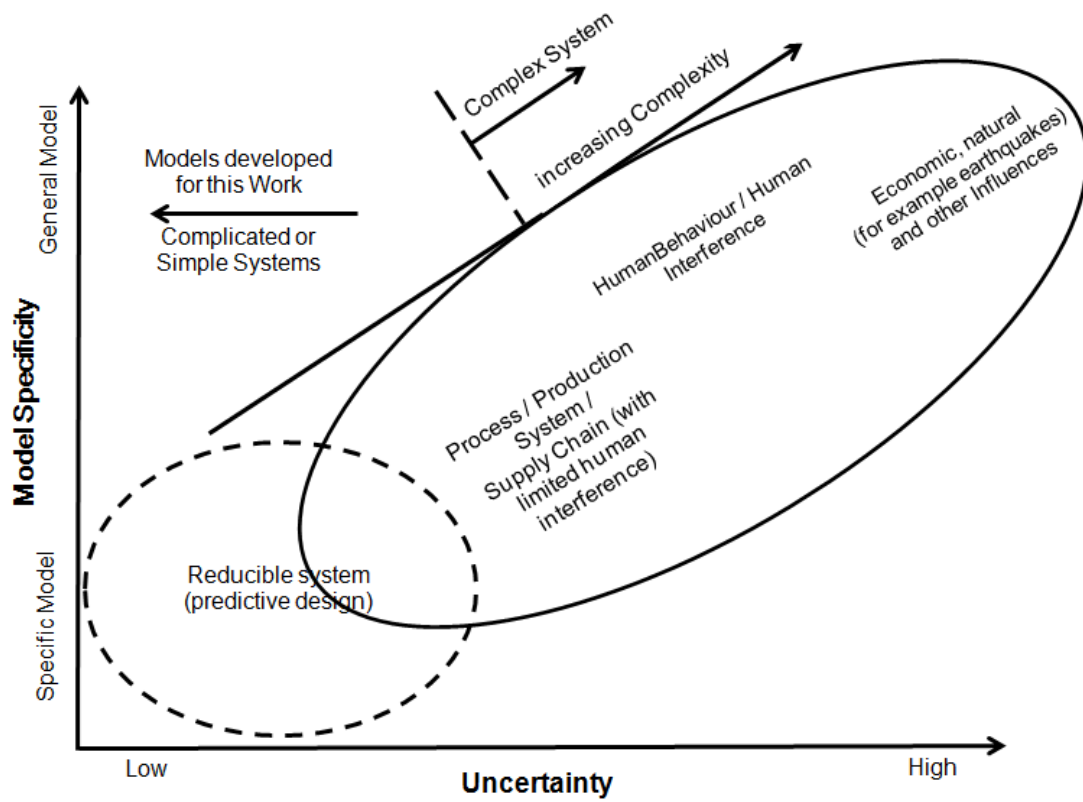 Complex System
increasing Complexity
General Model
Models developed
for this Work
Complicated or
Simple Systems
Economic, natural
(for example earthquakes)
and other Influences
HumanBehaviour / Human
Interference
Model Specificity
Process / Production
System /
Supply Chain (with
limited human
interference)
Reducible system
(predictive design)
Specific Model
Low
Uncertainty
High